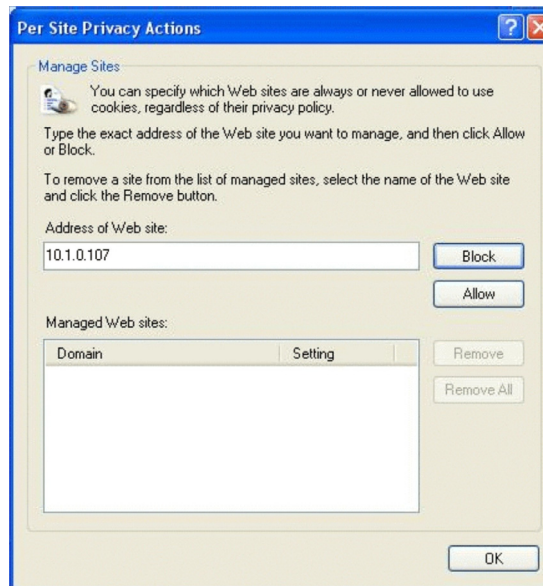 Per Site Privacy Actions
Manage Sites
You can specify which Web sites are always or never allowed to use
cookies, regardless of their privacy policy.
Type the exact address of the Web site you want to manage, and then click Allow
or Block.
To remove a site from the list of managed sites, select the name of the Web site
and click the Remove button.
Address of Web site:
10.1.0.107
Block
Allow
Managed Web sites:
Domain Setting
Remove
Remove All
OK